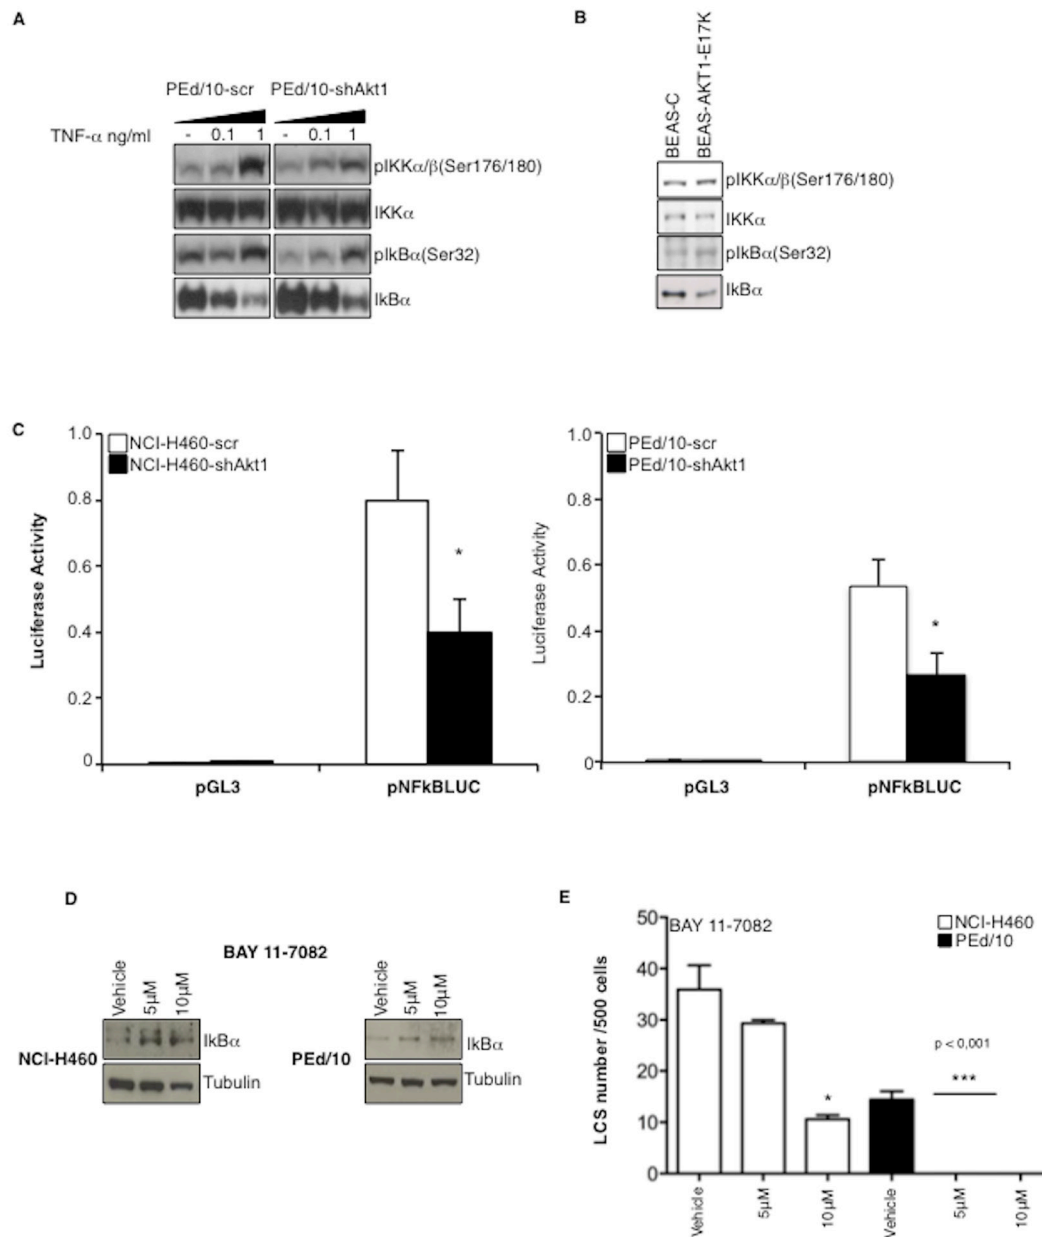 A
PEd/10-scr PEd/10-shAkt1
TNF-α ng/ml - 0.1 1 - 0.1 1
pIKKα/β(Ser176/180)
IKKα
pIkBα(Ser32)
IkBα
B
BEAS-C
BEAS-AKT1-E17K
pIKKα/β(Ser176/180)
IKKα
pIkBα(Ser32)
IkBα
C
NCI-H460-scr
NCI-H460-shAkt1
Luciferase Activity
1.0
0.8
0.6
0.4
0.2
0
*
pGL3 pNFkBLUC
PEd/10-scr
PEd/10-shAkt1
Luciferase Activity
1.0
0.8
0.6
0.4
0.2
0
*
pGL3 pNFkBLUC
D
BAY 11-7082
Vehicle 5µM 10µM
NCI-H460
IkBα
Tubulin
Vehicle 5µM 10µM
PEd/10
IkBα
Tubulin
E
BAY 11-7082
NCI-H460
PEd/10
LCS number /500 cells
50
40
30
20
10
0
*
p < 0,001
***
Vehicle 5µM 10µM Vehicle 5µM 10µM